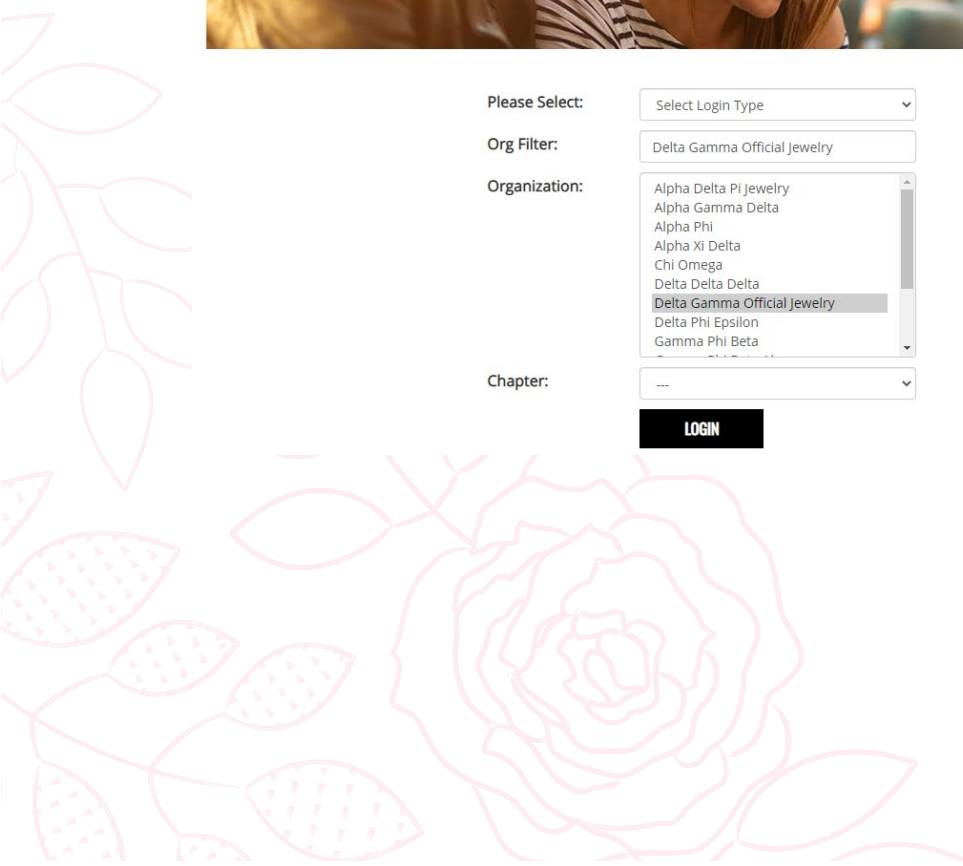 Please Select:
Select Login Type
Org Filter:
Delta Gamma Official Jewelry
Organization:
Alpha Delta Pi Jewelry
Alpha Gamma Delta
Alpha Phi
Alpha Xi Delta
Chi Omega
Delta Delta Delta
Delta Gamma Official Jewelry
Delta Phi Epsilon
Gamma Phi Beta
Chapter:
---
LOGIN